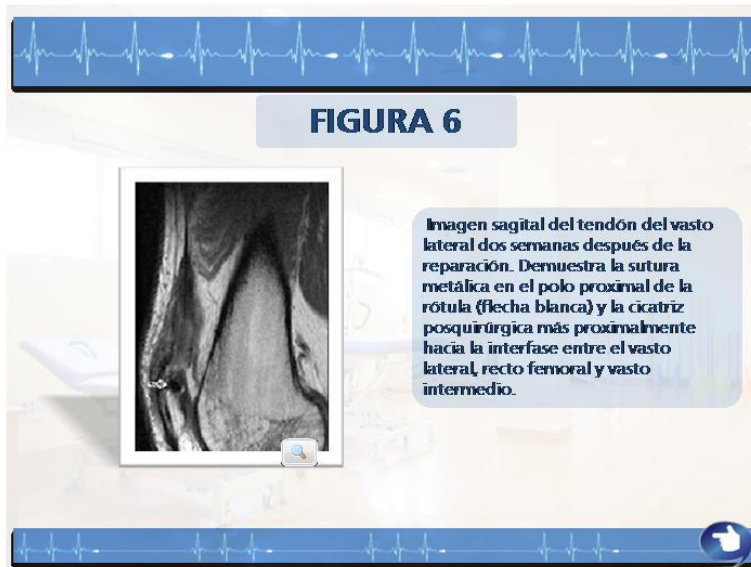 FIGURA 6
Imagen sagital del tendón del vasto
lateral dos semanas después de la
reparación. Demuestra la sutura
metálica en el polo proximal de la
rótula (flecha blanca) y la cicatriz
posquirúrgica más proximalmente
hacia la interfase entre el vasto
lateral, recto femoral y vasto
intermedio.